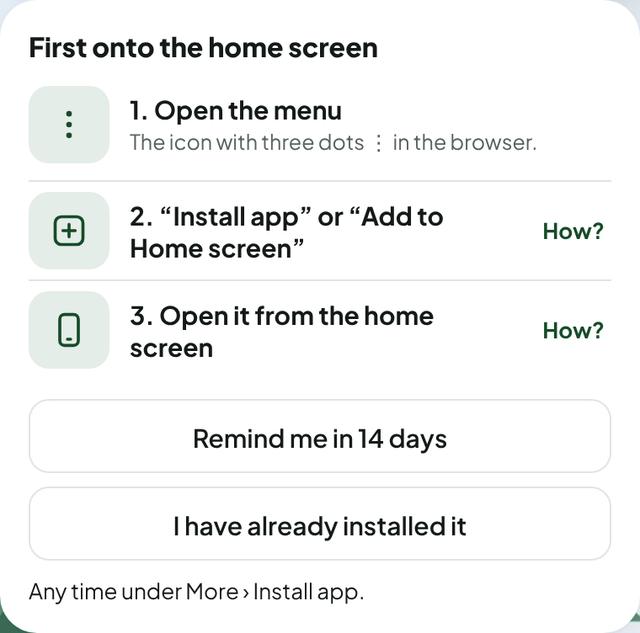 First onto the home screen
1. Open the menu
The icon with three dots ⋮ in the browser.
2. “Install app” or “Add to
Home screen”
How?
3. Open it from the home
screen
How?
Remind me in 14 days
I have already installed it
Any time under More › Install app.